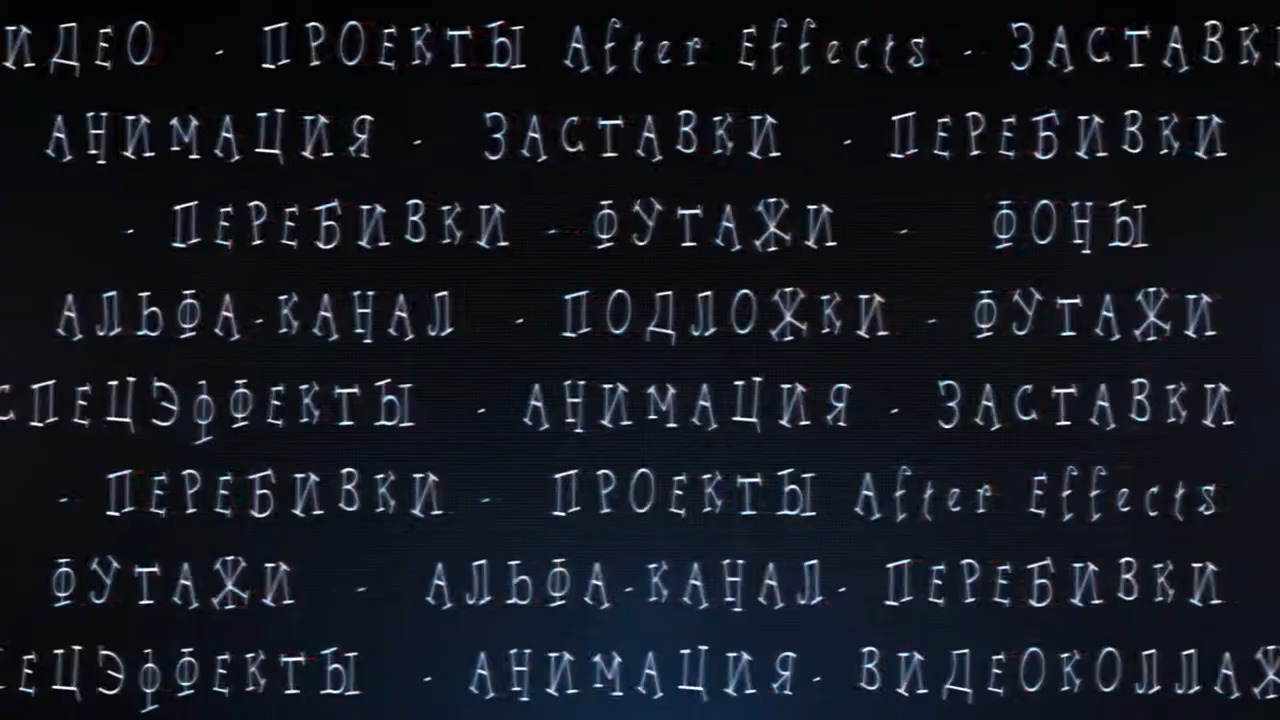 ИДЕО - ПРОЕКТЫ After Effects - ЗАСТАВК
АНИМАЦИЯ - ЗАСТАВКИ - ПЕРЕБИВКИ
- ПЕРЕБИВКИ - ФУТАЖИ - ФОНЫ
АЛЬФА-КАНАЛ - ПОДЛОЖКИ - ФУТАЖИ
СПЕЦЭФФЕКТЫ - АНИМАЦИЯ - ЗАСТАВКИ
- ПЕРЕБИВКИ - ПРОЕКТЫ After Effects
ФУТАЖИ - АЛЬФА-КАНАЛ- ПЕРЕБИВКИ
ЕЦЭФФЕКТЫ - АНИМАЦИЯ- ВИДЕОКОЛЛАЖ